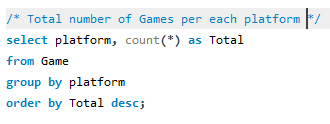 /* Total number of Games per each platform */
select platform, count(*) as Total
from Game
group by platform
order by Total desc;